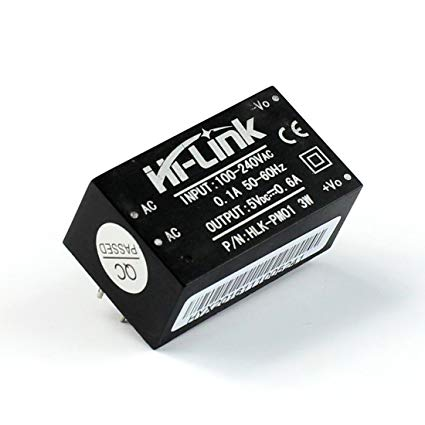 -Vo
Hi-Link
CE
INPUT:100-240VAC
0.1A 50-60Hz
OUTPUT:5VDC⎓0.6A
P/N:HLK-PM01 3W
+Vo
AC
AC
QC
PASSED